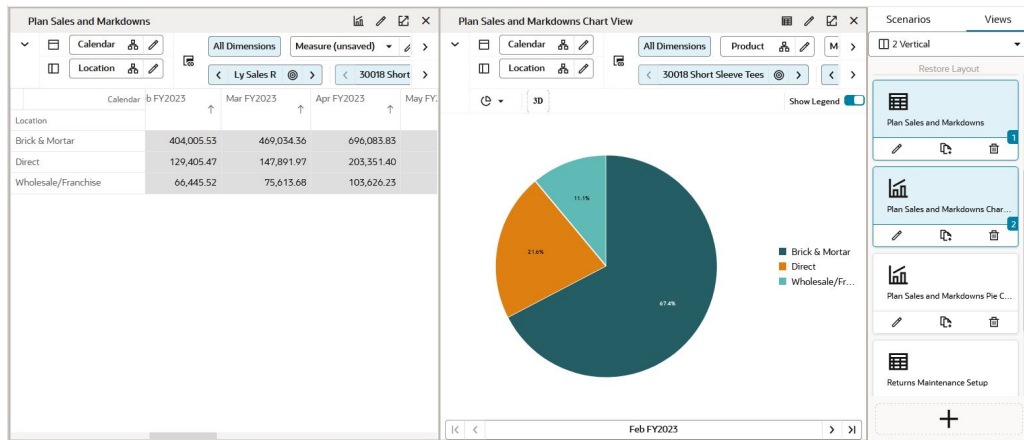 Plan Sales and Markdowns
Calendar
All Dimensions
Measure (unsaved)
Location
Ly Sales R
30018 Short
Calendar
b FY2023
Mar FY2023
Apr FY2023
May FY
Location
Brick & Mortar 404,005.53 469,034.36 696,083.83
Direct 129,405.47 147,891.97 203,351.40
Wholesale/Franchise 66,445.52 75,613.68 103,626.23
Plan Sales and Markdowns Chart View
Calendar
All Dimensions
Product
M
Location
30018 Short Sleeve Tees
3D
Show Legend
11.1%
21.6%
67.4%
Brick & Mortar
Direct
Wholesale/Fr...
Feb FY2023
Scenarios
Views
2 Vertical
Restore Layout
Plan Sales and Markdowns
1
Plan Sales and Markdowns Char...
2
Plan Sales and Markdowns Pie C...
Returns Maintenance Setup